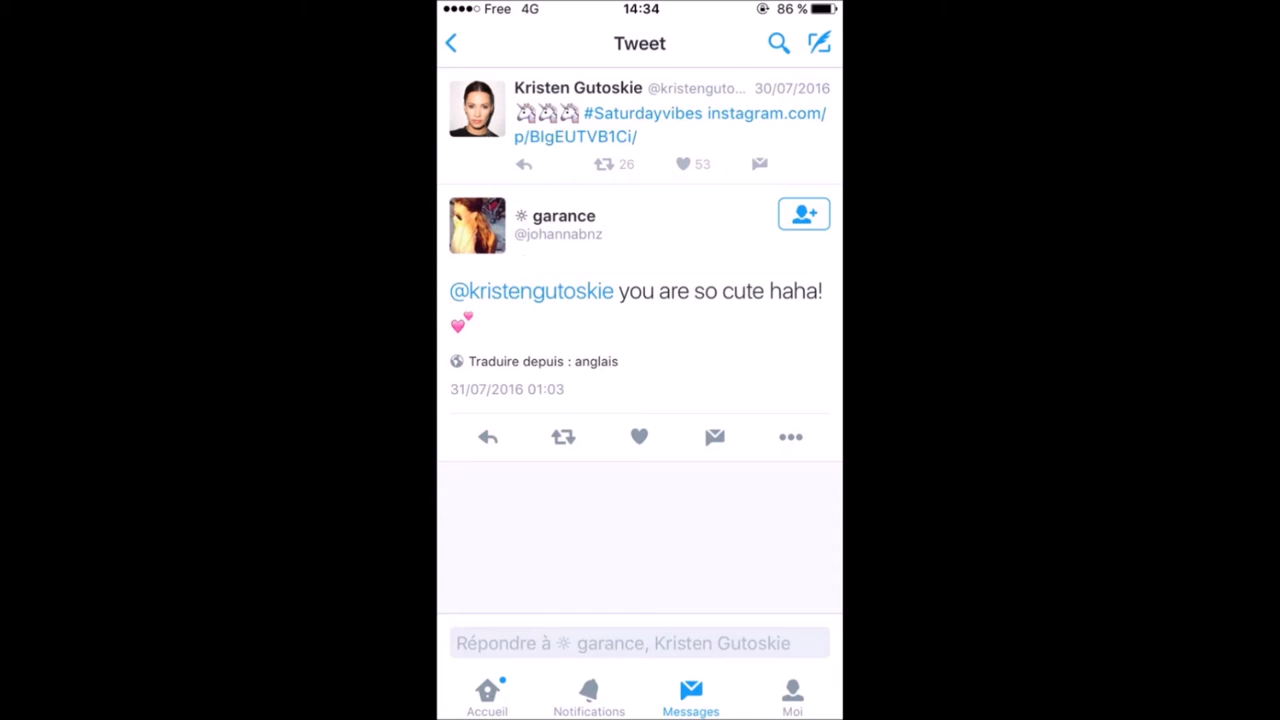 Free 4G 14:34 86 %
Tweet
Kristen Gutoskie @kristenguto... 30/07/2016
🦄🦄🦄 #Saturdayvibes instagram.com/
p/BIgEUTVB1Ci/
26 53
☼ garance
@johannabnz
@kristengutoskie you are so cute haha!
💕
Traduire depuis : anglais
31/07/2016 01:03
Répondre à ☼ garance, Kristen Gutoskie
Accueil Notifications Messages Moi